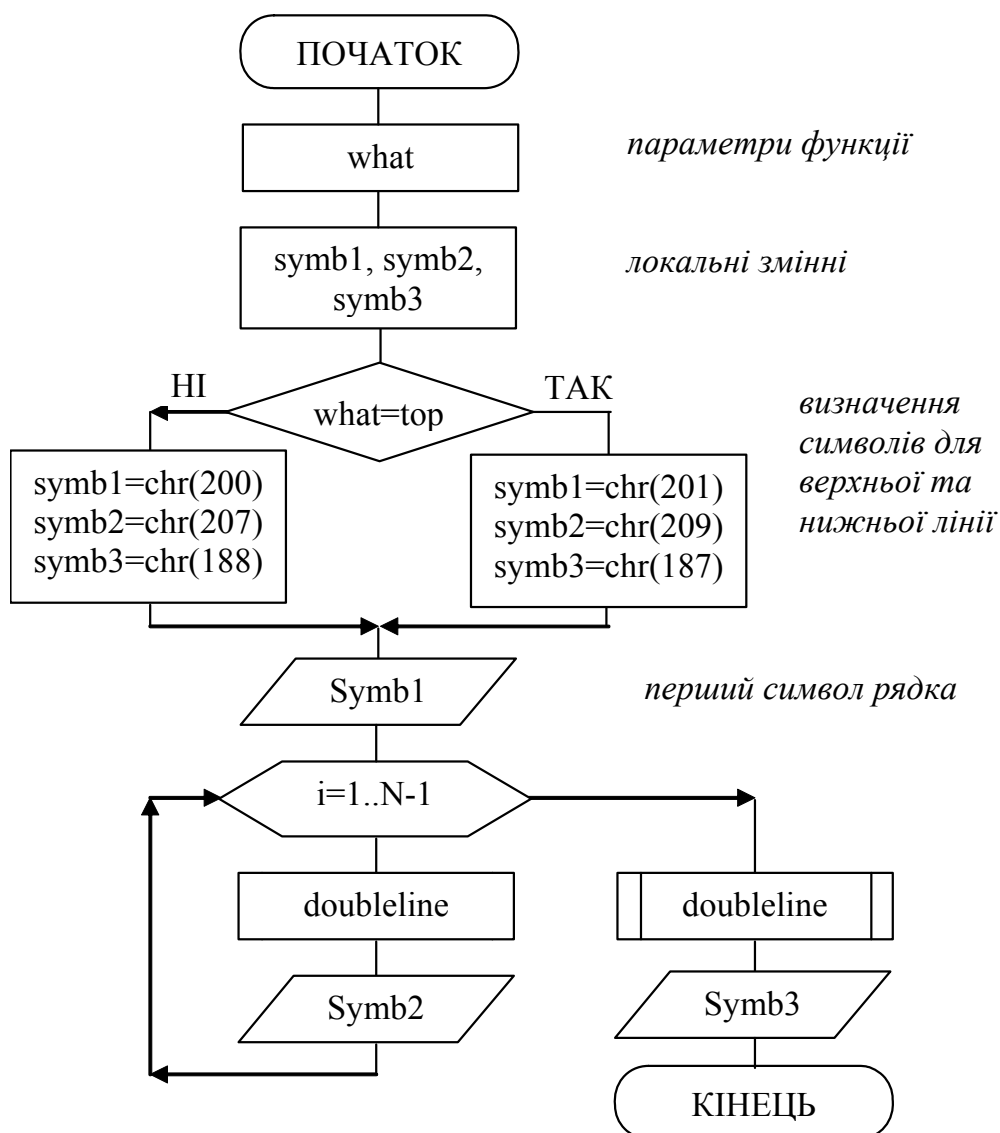 ПОЧАТОК
what
параметри функції
symb1, symb2,
symb3
локальні змінні
НІ
ТАК
what=top
визначення
символів для
верхньої та
нижньої лінії
symb1=chr(200)
symb2=chr(207)
symb3=chr(188)
symb1=chr(201)
symb2=chr(209)
symb3=chr(187)
Symb1
перший символ рядка
i=1..N-1
doubleline
doubleline
Symb2
Symb3
КІНЕЦЬ